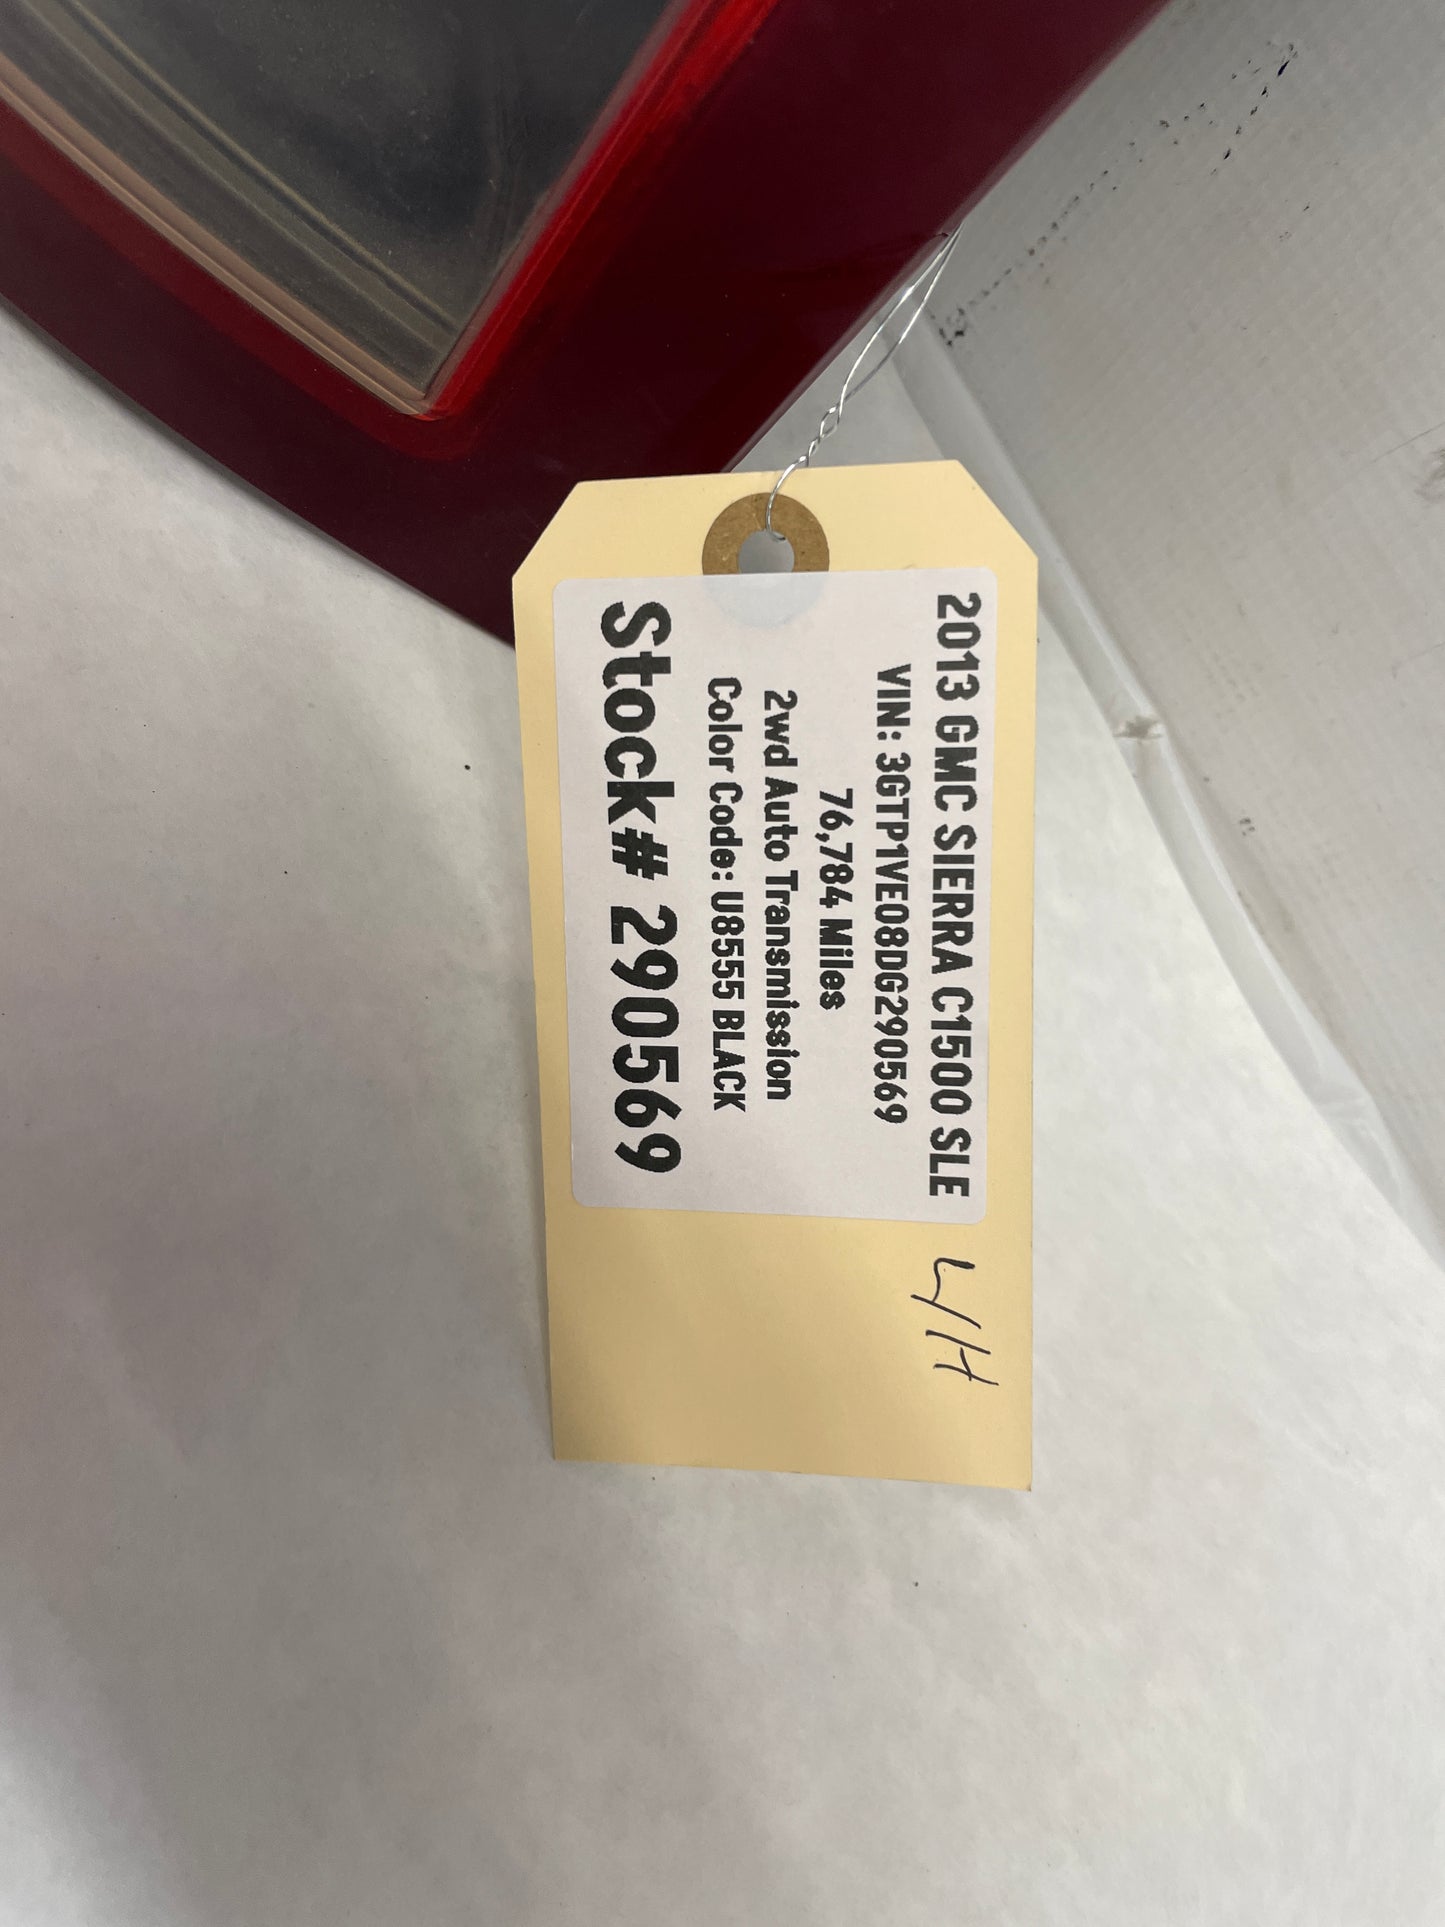 2013 GMC SIERRA C1500 SLE
VIN: 3GTP1VE08DG290569
76,784 Miles
2wd Auto Transmission
Color Code: U8555 BLACK
Stock# 290569
L/H